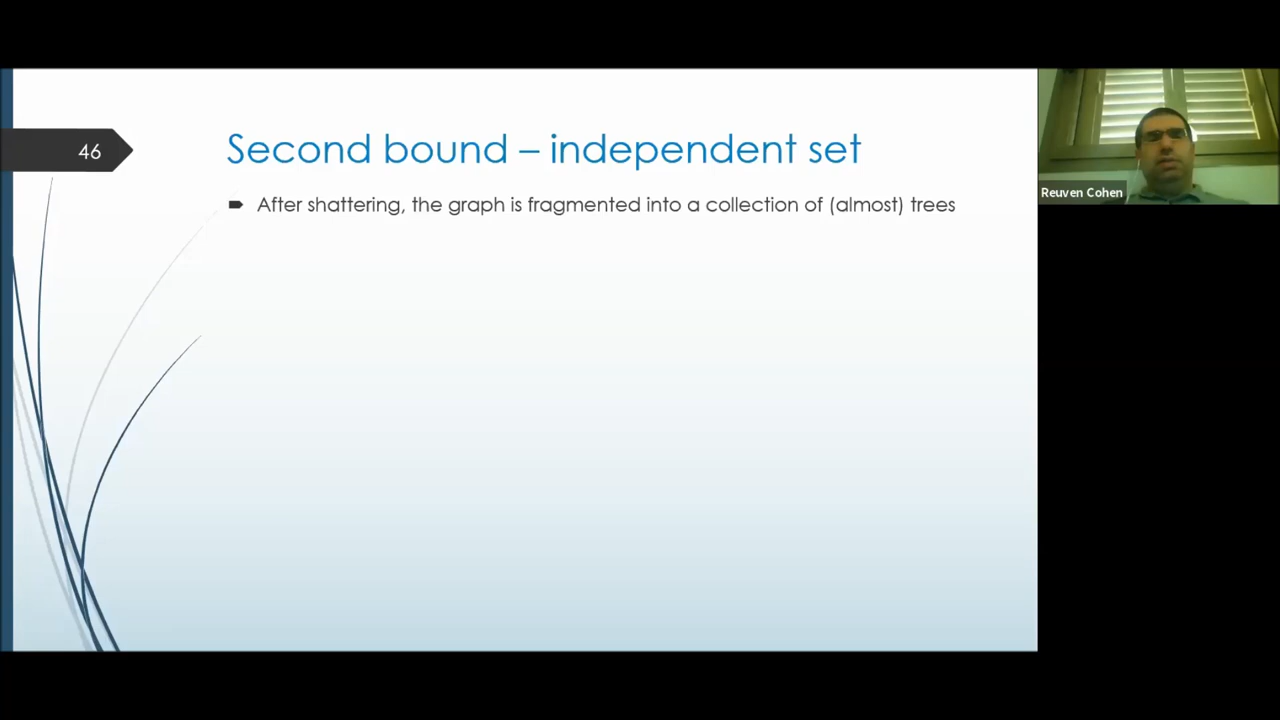 46
Second bound – independent set
After shattering, the graph is fragmented into a collection of (almost) trees
Reuven Cohen